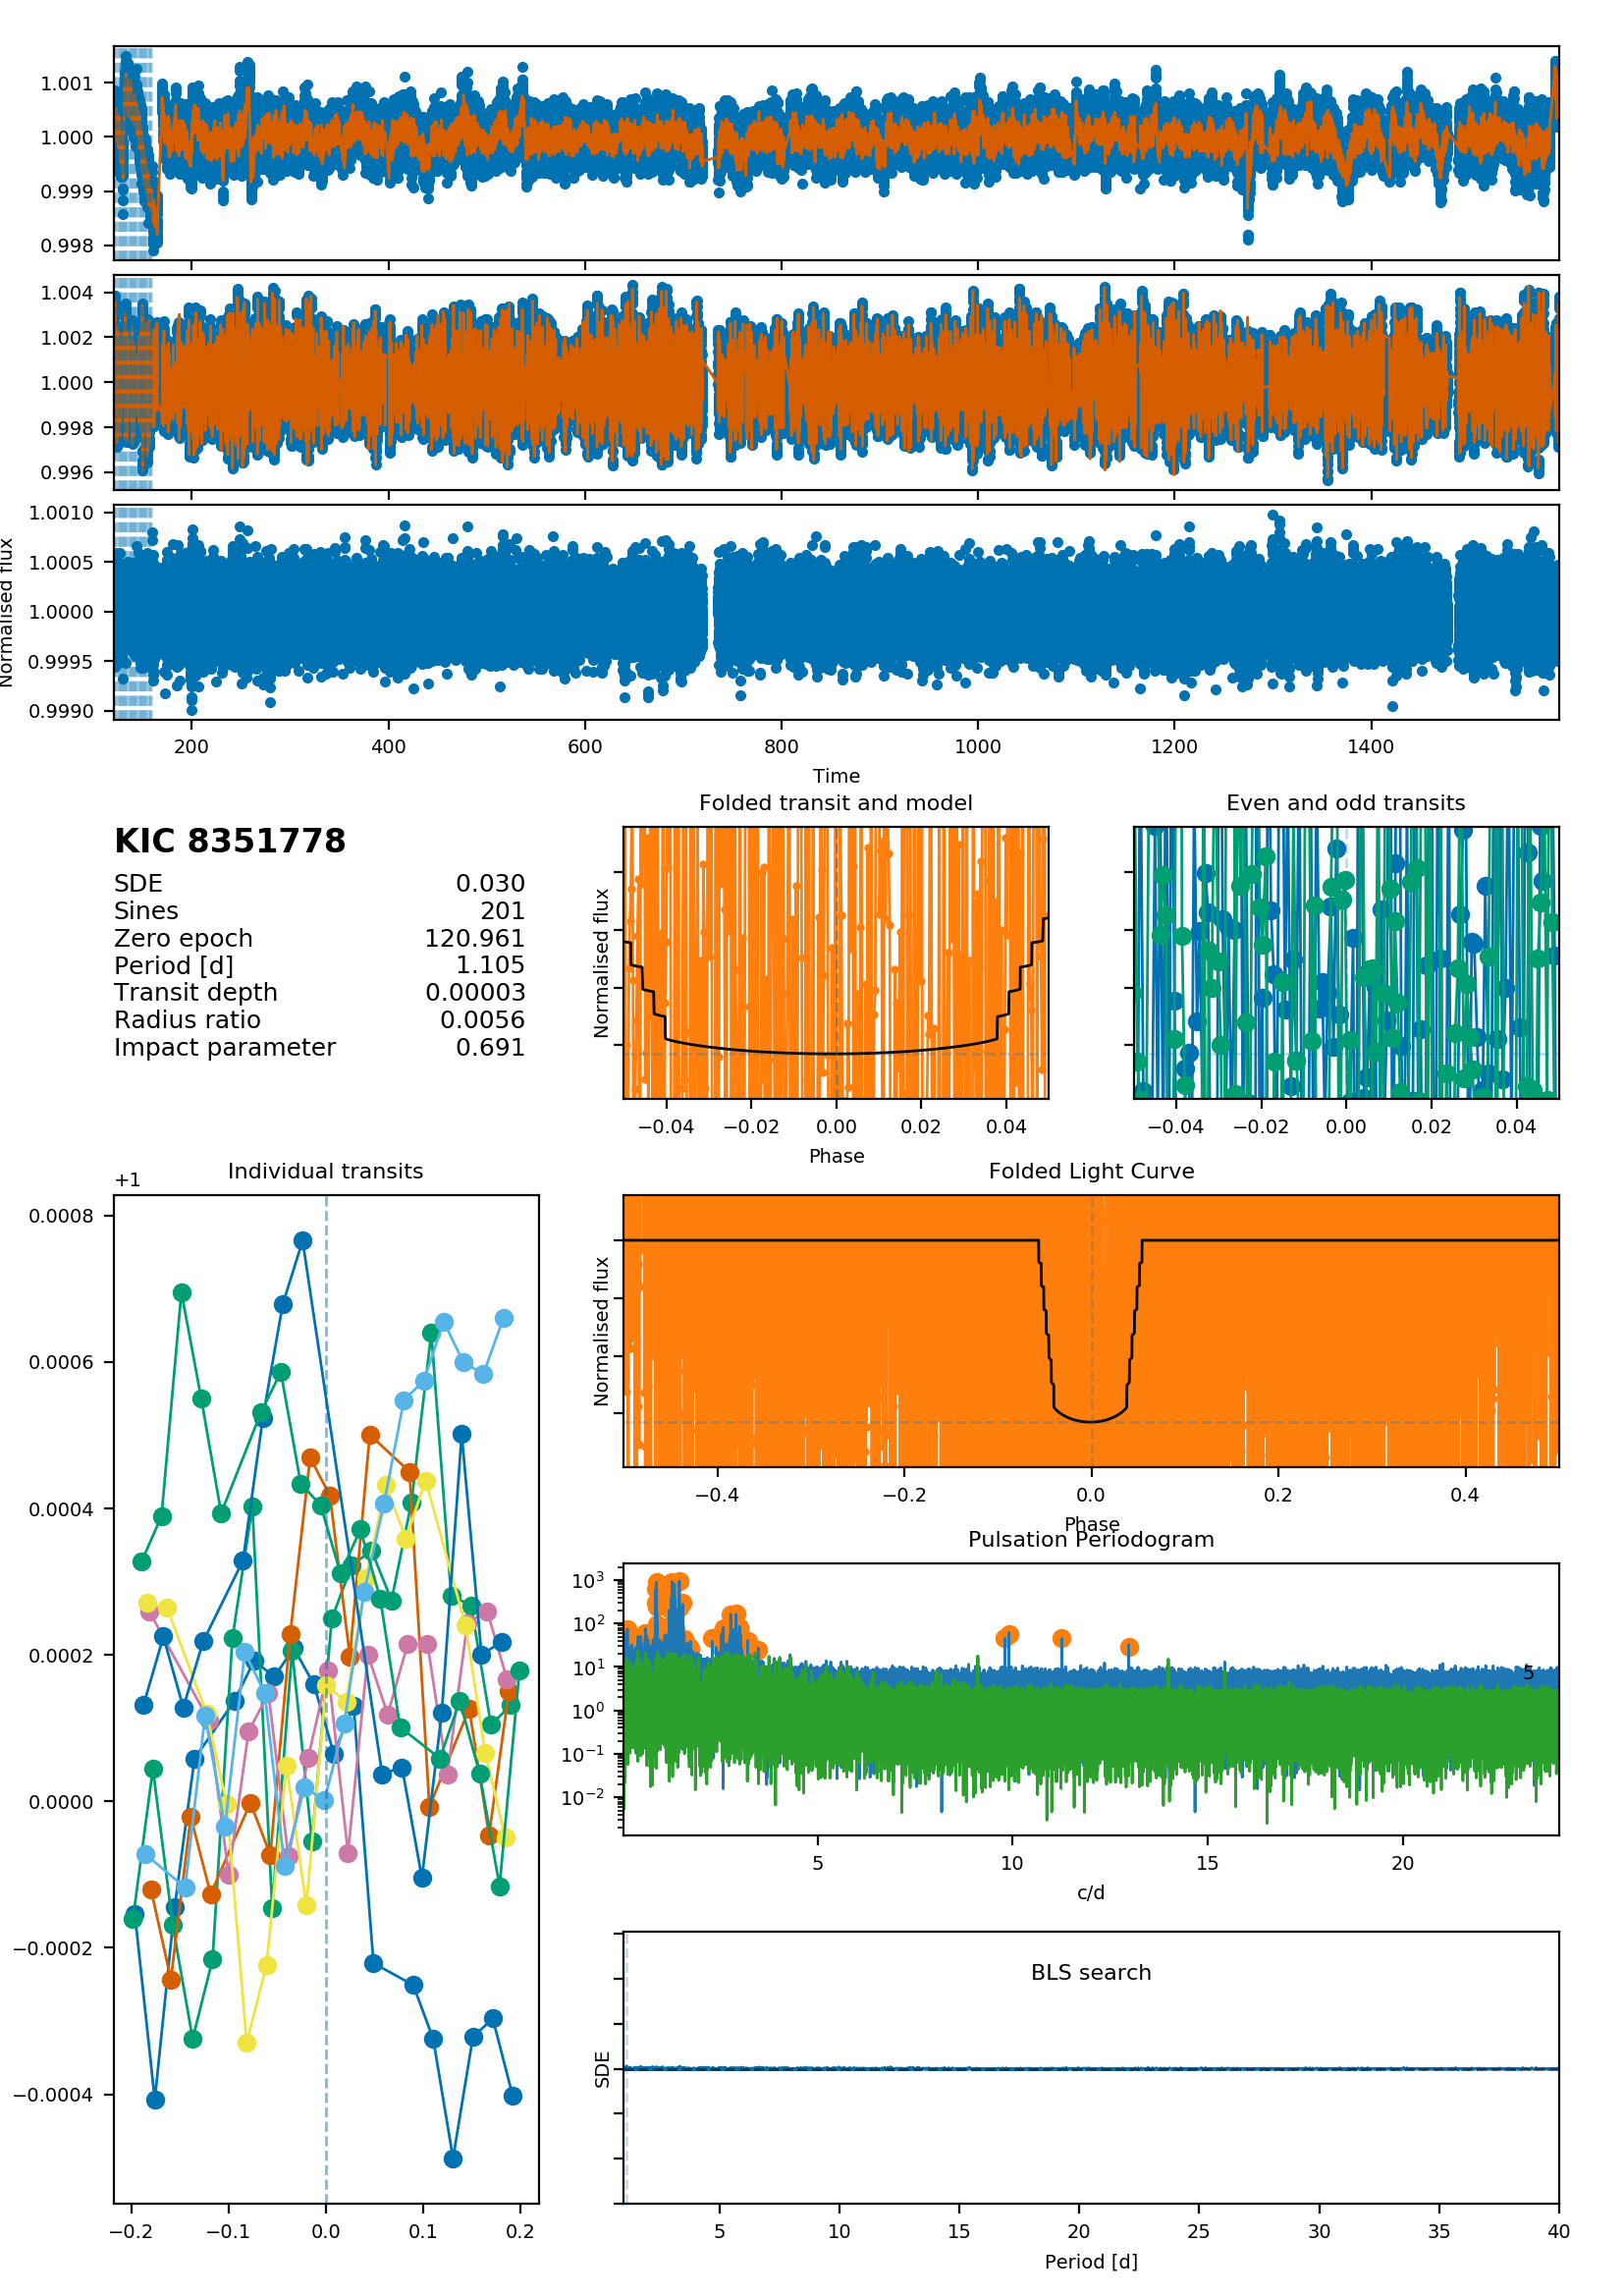 1.001
1.000
0.999
0.998
1.004
1.002
1.000
0.998
0.996
1.0010
1.0005
1.0000
0.9995
0.9990
Normalised flux
200 400 600 800 1000 1200 1400
Time
KIC 8351778
SDE 0.030
Sines 201
Zero epoch 120.961
Period [d] 1.105
Transit depth 0.00003
Radius ratio 0.0056
Impact parameter 0.691
Folded transit and model
Normalised flux
−0.04 −0.02 0.00 0.02 0.04
Phase
Even and odd transits
−0.04 −0.02 0.00 0.02 0.04
Individual transits
+1
0.0008
0.0006
0.0004
0.0002
0.0000
−0.0002
−0.0004
−0.2 −0.1 0.0 0.1 0.2
Folded Light Curve
Normalised flux
−0.4 −0.2 0.0 0.2 0.4
Phase
Pulsation Periodogram
10³
10²
10¹
10⁰
10⁻¹
10⁻²
5
5 10 15 20
c/d
BLS search
SDE
5 10 15 20 25 30 35 40
Period [d]